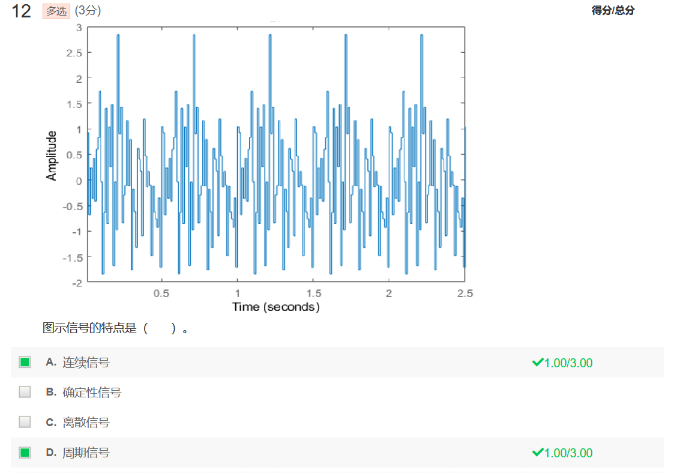 12 多选 (3分) 得分/总分
3
2.5
2
1.5
1
0.5
0
-0.5
-1
-1.5
-2
Amplitude
0.5 1 1.5 2 2.5
Time (seconds)
图示信号的特点是（ ）。
A. 连续信号 1.00/3.00
B. 确定性信号
C. 离散信号
D. 周期信号 1.00/3.00